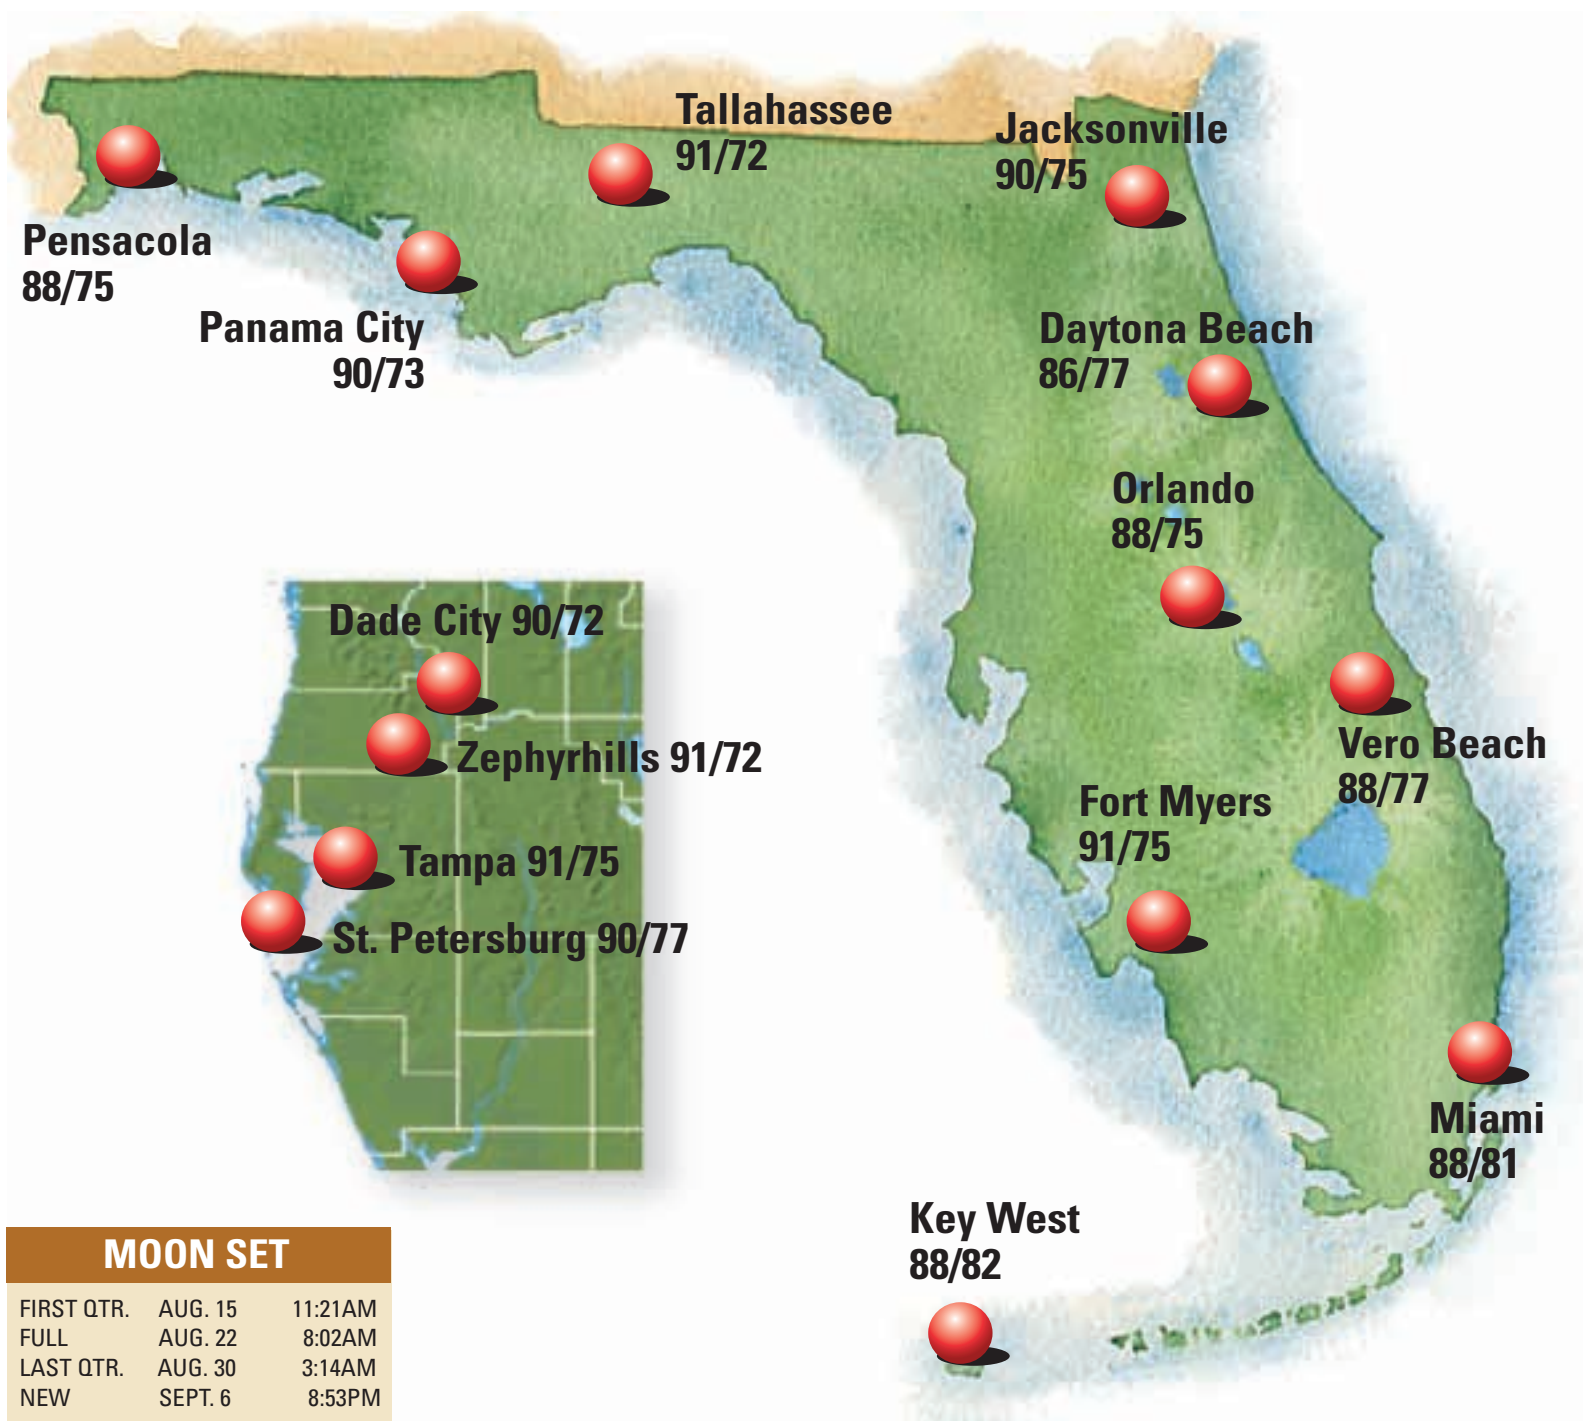 Tallahassee
91/72
Jacksonville
90/75
Pensacola
88/75
Panama City
90/73
Daytona Beach
86/77
Orlando
88/75
Dade City 90/72
Zephyrhills 91/72
Tampa 91/75
St. Petersburg 90/77
Vero Beach
88/77
Fort Myers
91/75
Miami
88/81
Key West
88/82
MOON SET
FIRST QTR. AUG. 15 11:21AM
FULL AUG. 22 8:02AM
LAST QTR. AUG. 30 3:14AM
NEW SEPT. 6 8:53PM